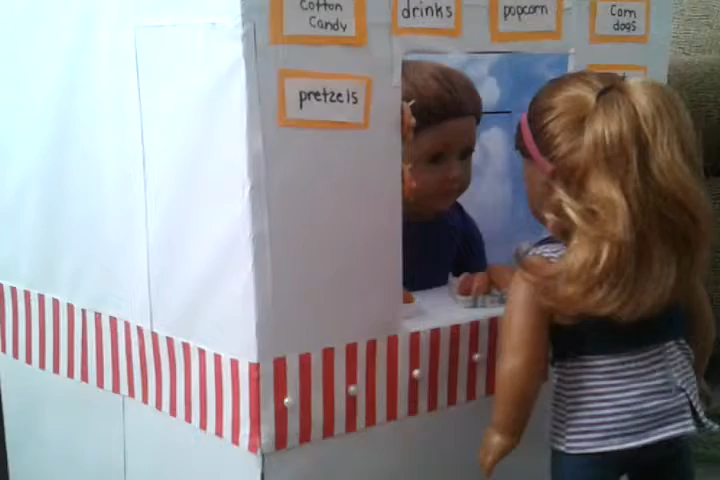 Cotton
Candy
drinks
popcorn
Corn
dogs
pretzels